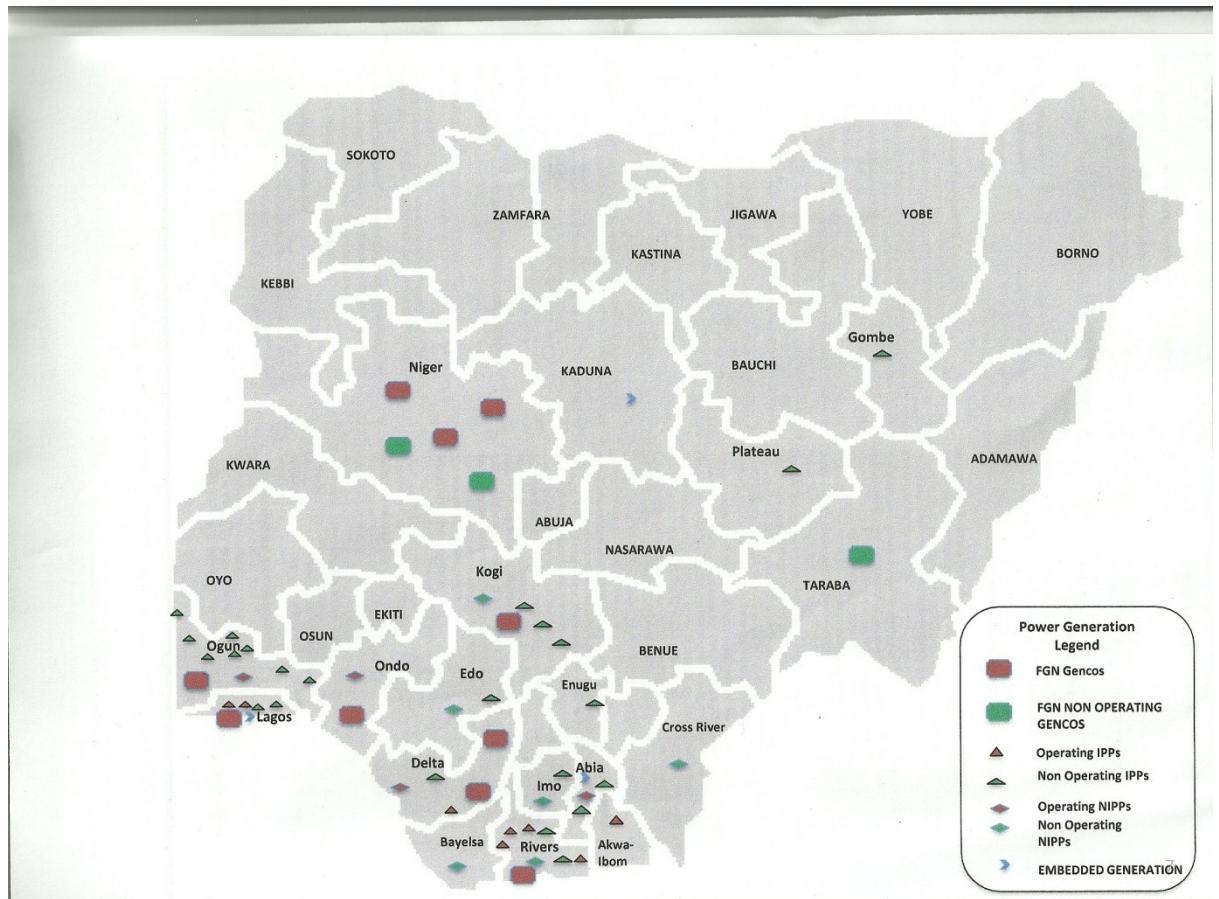 SOKOTO
ZAMFARA
JIGAWA
YOBE
KASTINA
BORNO
KEBBI
Gombe
Niger
KADUNA
BAUCHI
Plateau
ADAMAWA
KWARA
ABUJA
NASARAWA
Kogi
OYO
TARABA
EKITI
OSUN
Ogun
BENUE
Ondo
Edo
Enugu
Lagos
Cross River
Delta
Abia
Imo
Bayelsa
Rivers
Akwa-
Ibom
Power Generation
Legend
FGN Gencos
FGN NON OPERATING
GENCOS
Operating IPPs
Non Operating IPPs
Operating NIPPs
Non Operating
NIPPs
EMBEDDED GENERATION
7